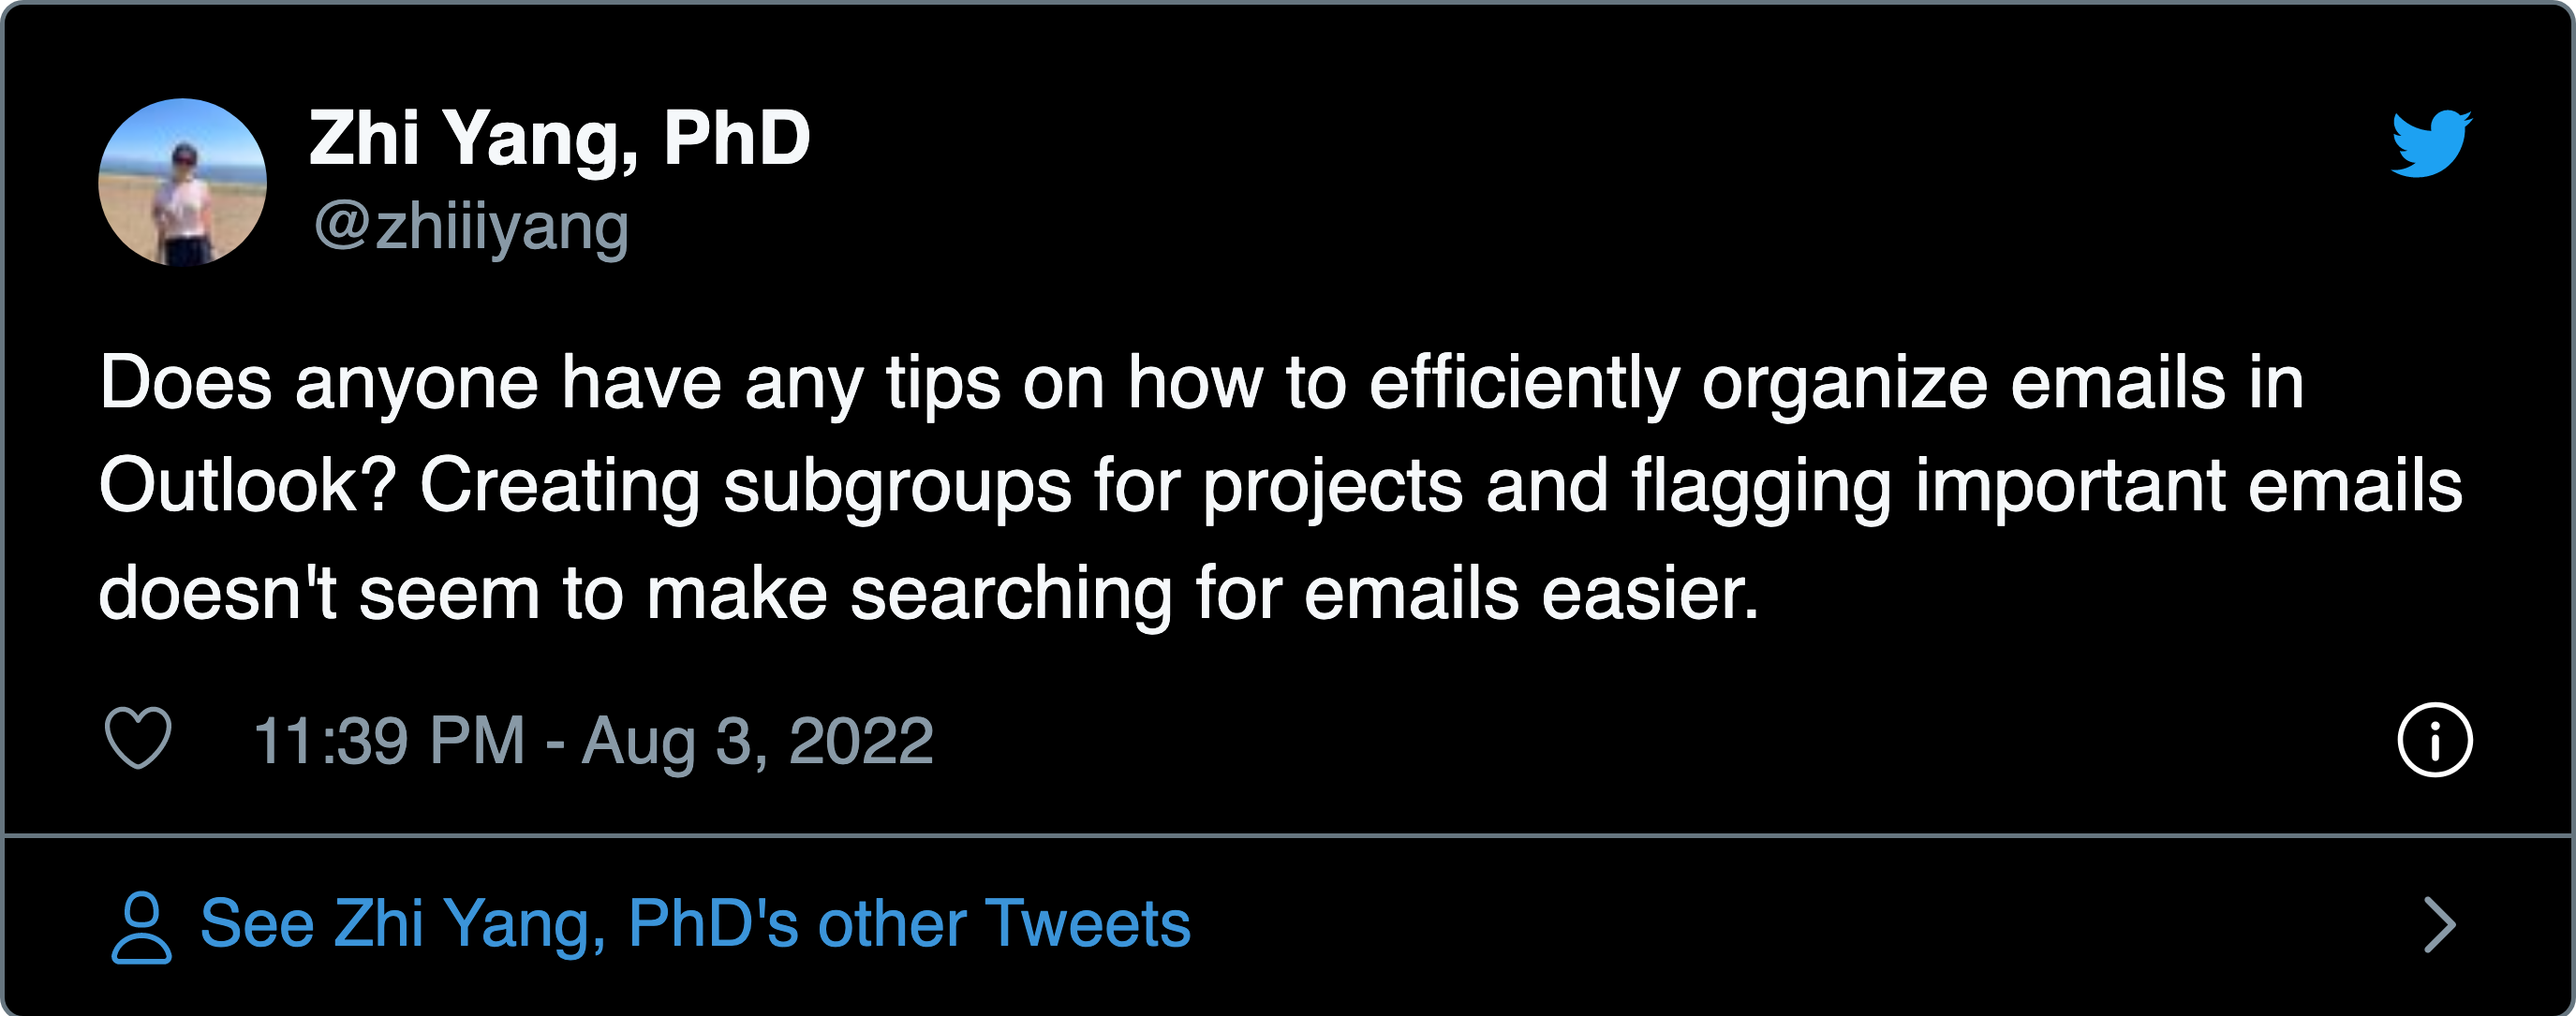 Zhi Yang, PhD
@zhiiiyang
Does anyone have any tips on how to efficiently organize emails in
Outlook? Creating subgroups for projects and flagging important emails
doesn't seem to make searching for emails easier.
11:39 PM - Aug 3, 2022
See Zhi Yang, PhD's other Tweets